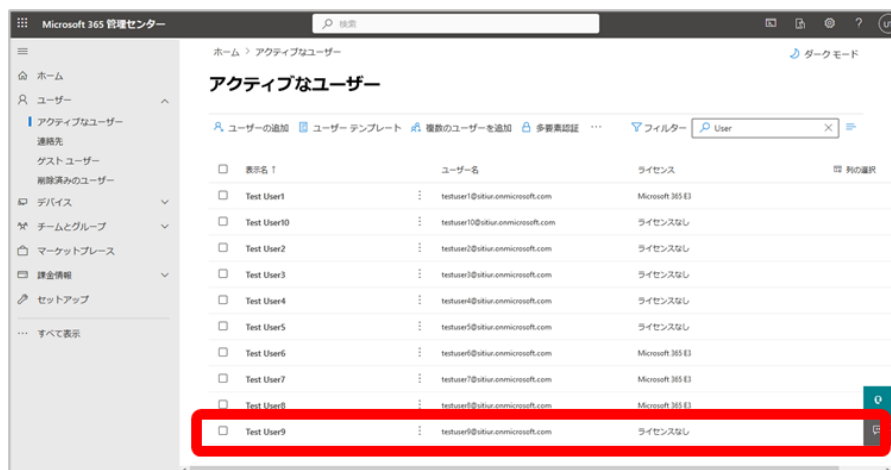 Microsoft 365 管理センター
検索
ホーム > アクティブなユーザー
ダーク モード
アクティブなユーザー
ホーム
ユーザー
アクティブなユーザー
連絡先
ゲスト ユーザー
削除済みのユーザー
デバイス
チームとグループ
マーケットプレース
課金情報
セットアップ
… すべて表示
ユーザーの追加 ユーザー テンプレート 複数のユーザーを追加 多要素認証 … フィルター User
表示名 ↑ ユーザー名 ライセンス 列の選択
Test User1 testuser1@sitiur.onmicrosoft.com Microsoft 365 E3
Test User10 testuser10@sitiur.onmicrosoft.com ライセンスなし
Test User2 testuser2@sitiur.onmicrosoft.com ライセンスなし
Test User3 testuser3@sitiur.onmicrosoft.com ライセンスなし
Test User4 testuser4@sitiur.onmicrosoft.com ライセンスなし
Test User5 testuser5@sitiur.onmicrosoft.com ライセンスなし
Test User6 testuser6@sitiur.onmicrosoft.com Microsoft 365 E3
Test User7 testuser7@sitiur.onmicrosoft.com Microsoft 365 E3
Test User8 testuser8@sitiur.onmicrosoft.com Microsoft 365 E3
Test User9 testuser9@sitiur.onmicrosoft.com ライセンスなし